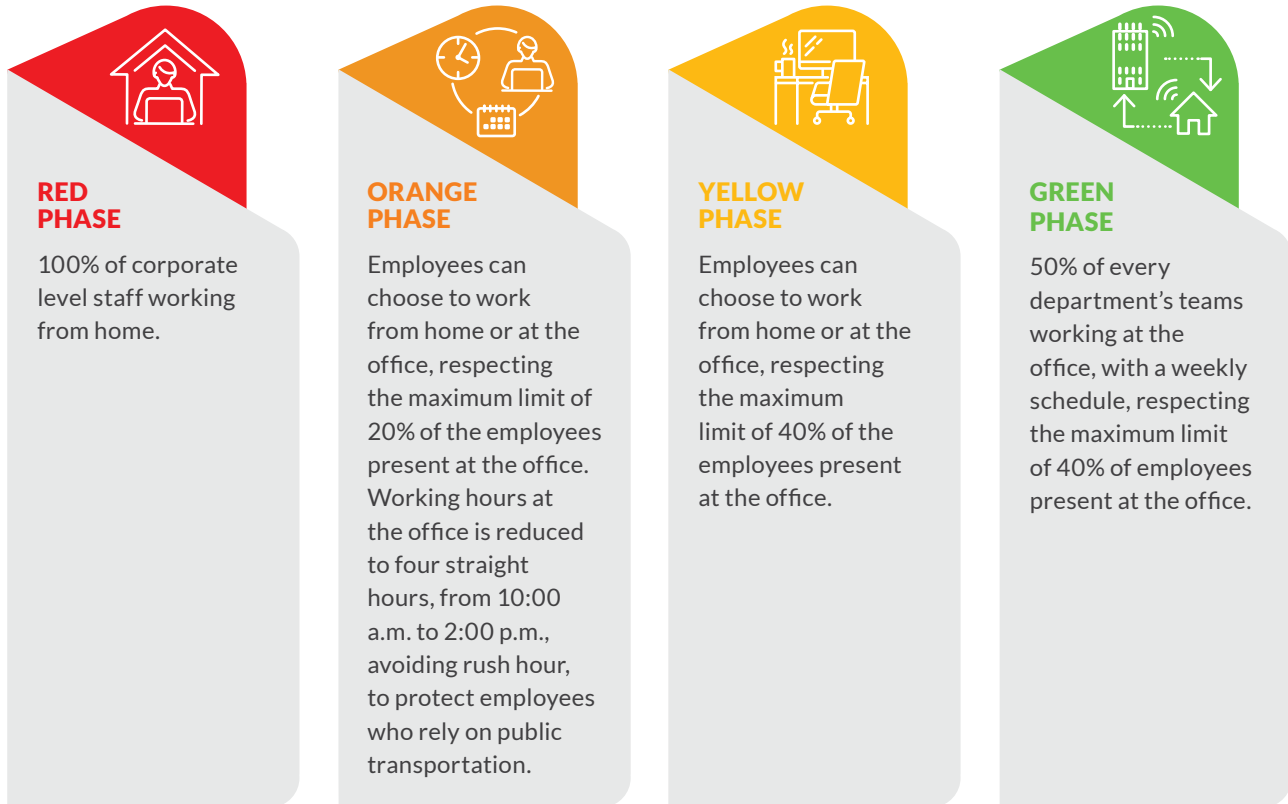 RED
PHASE
100% of corporate
level staff working
from home.
ORANGE
PHASE
Employees can
choose to work
from home or at the
office, respecting
the maximum limit of
20% of the employees
present at the office.
Working hours at
the office is reduced
to four straight
hours, from 10:00
a.m. to 2:00 p.m.,
avoiding rush hour,
to protect employees
who rely on public
transportation.
YELLOW
PHASE
Employees can
choose to work
from home or at the
office, respecting
the maximum
limit of 40% of the
employees present
at the office.
GREEN
PHASE
50% of every
department’s teams
working at the
office, with a weekly
schedule, respecting
the maximum limit
of 40% of employees
present at the office.